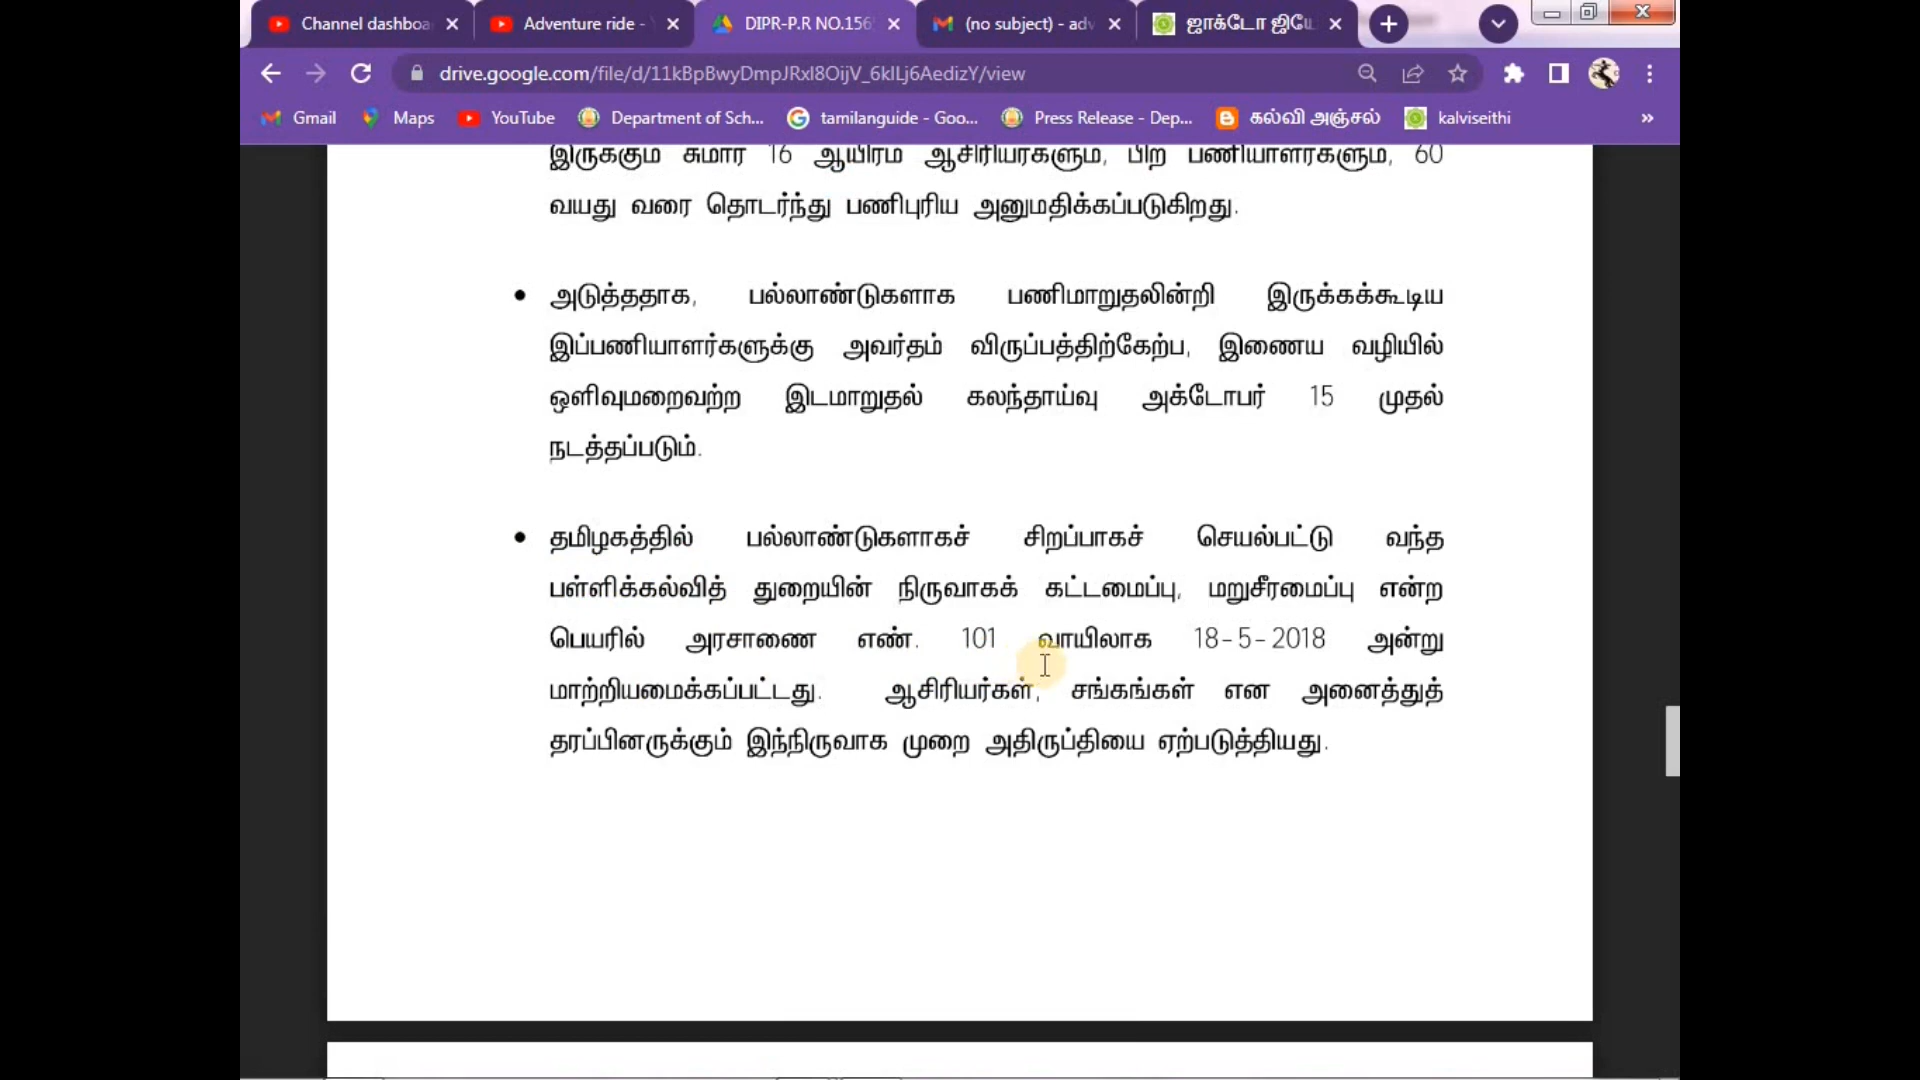 Channel dashboa
Adventure ride -
DIPR-P.R NO.156
(no subject) - adv
ஜாக்டோ ஜியே
drive.google.com/file/d/11kBpBwyDmpJRxl8OijV_6klLj6AedizY/view
Gmail
Maps
YouTube
Department of Sch...
tamilanguide - Goo...
Press Release - Dep...
கல்வி அஞ்சல்
kalviseithi
»
இருக்கும் சுமார் 16 ஆயிரம் ஆசிரியர்களும், பிற பணியாளர்களும், 60
வயது வரை தொடர்ந்து பணிபுரிய அனுமதிக்கப்படுகிறது.
• அடுத்ததாக, பல்லாண்டுகளாக பணிமாறுதலின்றி இருக்கக்கூடிய
இப்பணியாளர்களுக்கு அவர்தம் விருப்பத்திற்கேற்ப, இணைய வழியில்
ஒளிவுமறைவற்ற இடமாறுதல் கலந்தாய்வு அக்டோபர் 15 முதல்
நடத்தப்படும்.
• தமிழகத்தில் பல்லாண்டுகளாகச் சிறப்பாகச் செயல்பட்டு வந்த
பள்ளிக்கல்வித் துறையின் நிருவாகக் கட்டமைப்பு, மறுசீரமைப்பு என்ற
பெயரில் அரசாணை எண். 101 வாயிலாக 18-5-2018 அன்று
மாற்றியமைக்கப்பட்டது. ஆசிரியர்கள், சங்கங்கள் என அனைத்துத்
தரப்பினருக்கும் இந்நிருவாக முறை அதிருப்தியை ஏற்படுத்தியது.